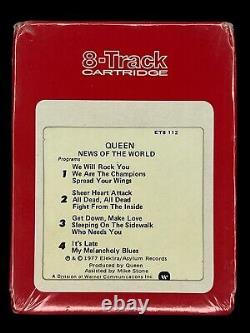 8-Track
CARTRIDGE
ET8 112
QUEEN
NEWS OF THE WORLD
Programs
1 We Will Rock You
We Are The Champions
Spread Your Wings
2 Sheer Heart Attack
All Dead, All Dead
Fight From The Inside
3 Get Down, Make Love
Sleeping On The Sidewalk
Who Needs You
4 It's Late
My Melancholy Blues
℗ & © 1977 Elektra/Asylum Records
Produced by Queen
Assisted by Mike Stone
A Division of Warner Communications Inc.